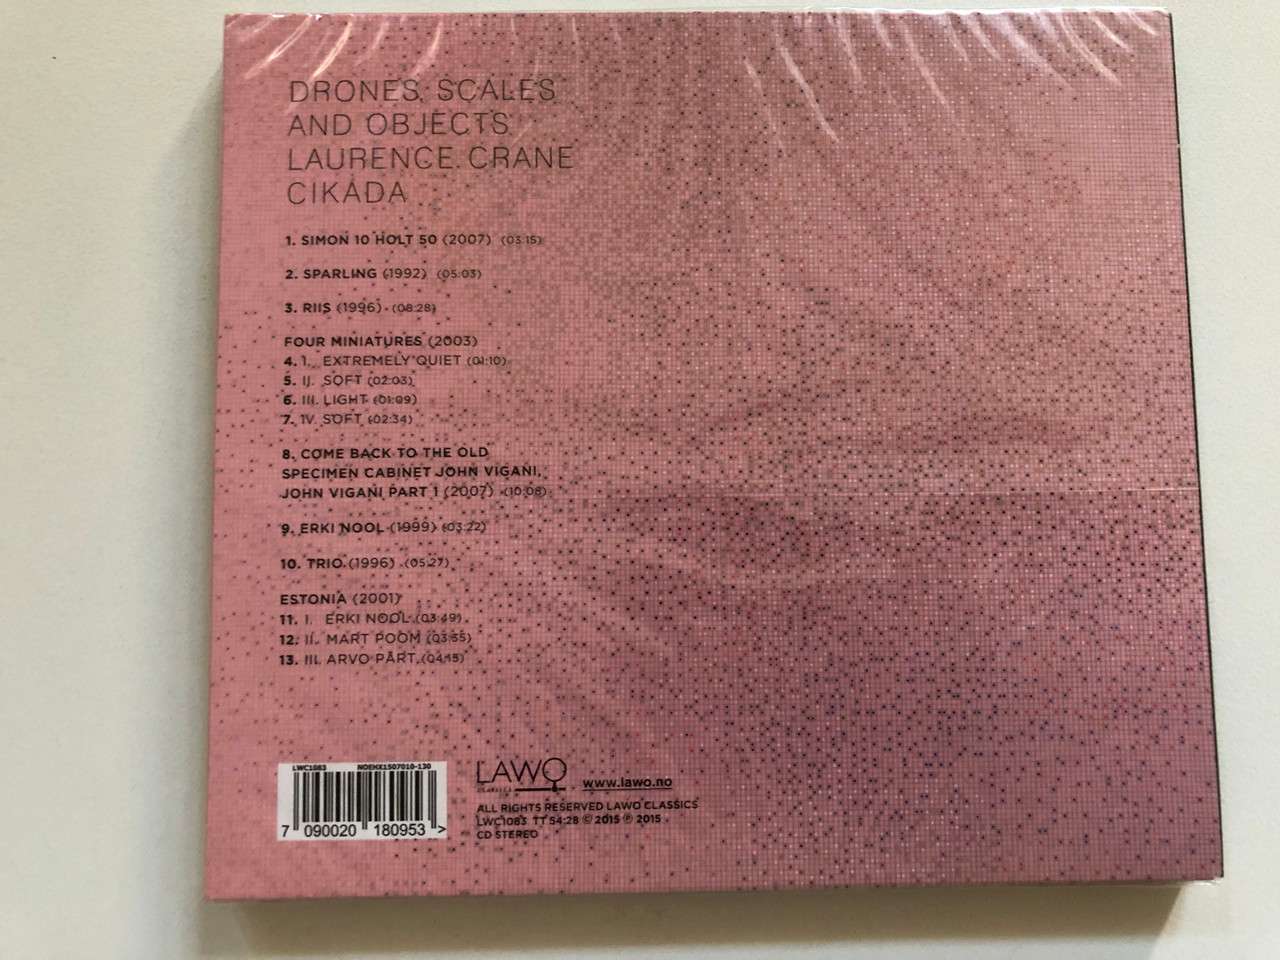 DRONES, SCALES
AND OBJECTS
LAURENCE CRANE
CIKADA
1. SIMON 10 HOLT 50 (2007) (03:15)
2. SPARLING (1992) (05:03)
3. RIIS (1996) (08:28)
FOUR MINIATURES (2003)
4. I. EXTREMELY QUIET (01:10)
5. II. SOFT (02:03)
6. III. LIGHT (01:09)
7. IV. SOFT (02:34)
8. COME BACK TO THE OLD
SPECIMEN CABINET JOHN VIGANI,
JOHN VIGANI PART 1 (2007) (10:08)
9. ERKI NOOL (1999) (03:22)
10. TRIO (1996) (05:27)
ESTONIA (2001)
11. I. ERKI NOOL (03:49)
12. II. MART POOM (03:35)
13. III. ARVO PÄRT (04:15)
LWC1083 NOEHX1507010-130
7 090020 180953 >
LAWO
CLASSICS
www.lawo.no
ALL RIGHTS RESERVED LAWO CLASSICS
LWC1083 TT 54:28 © 2015 ℗ 2015
CD STEREO